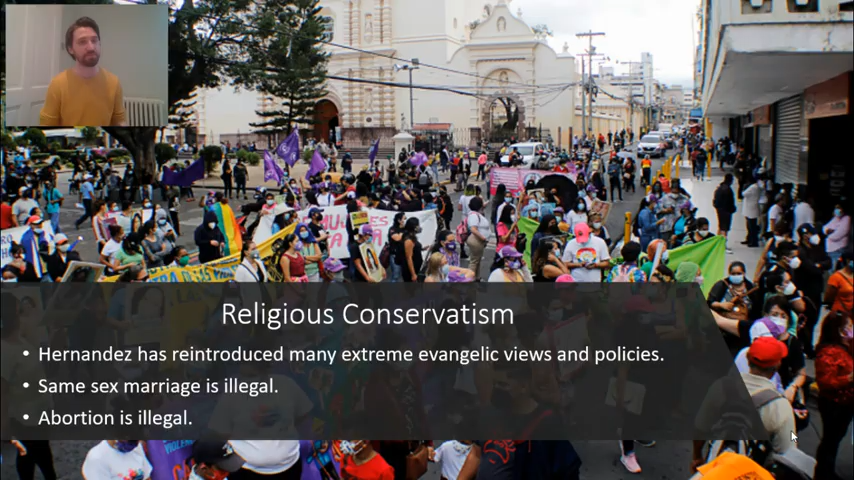 Religious Conservatism
• Hernandez has reintroduced many extreme evangelic views and policies.
• Same sex marriage is illegal.
• Abortion is illegal.